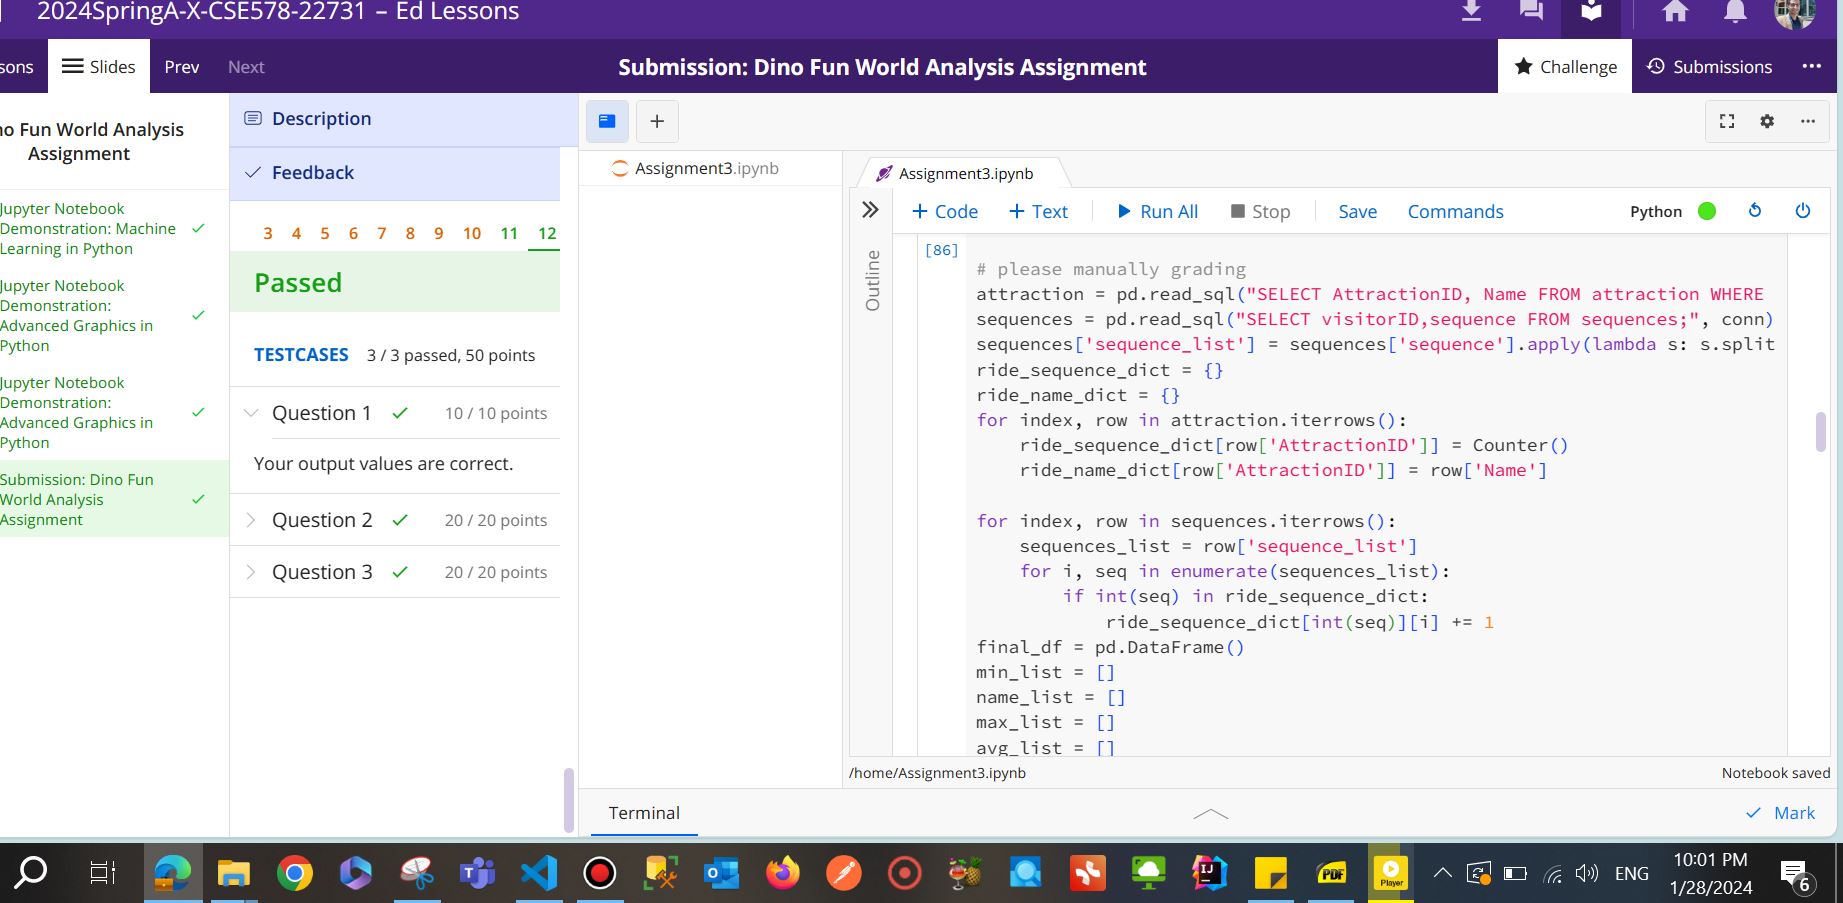 2024SpringA-X-CSE578-22731 – Ed Lessons
sons
Slides
Prev
Next
Submission: Dino Fun World Analysis Assignment
Challenge
Submissions
no Fun World Analysis
Assignment
Jupyter Notebook
Demonstration: Machine
Learning in Python
Jupyter Notebook
Demonstration:
Advanced Graphics in
Python
Jupyter Notebook
Demonstration:
Advanced Graphics in
Python
Submission: Dino Fun
World Analysis
Assignment
Description
Feedback
3 4 5 6 7 8 9 10 11 12
Passed
TESTCASES 3 / 3 passed, 50 points
Question 1 10 / 10 points
Your output values are correct.
Question 2 20 / 20 points
Question 3 20 / 20 points
Assignment3.ipynb
Assignment3.ipynb
+ Code + Text Run All Stop Save Commands Python
Outline
[86]
# please manually grading
attraction = pd.read_sql("SELECT AttractionID, Name FROM attraction WHERE
sequences = pd.read_sql("SELECT visitorID,sequence FROM sequences;", conn)
sequences['sequence_list'] = sequences['sequence'].apply(lambda s: s.split
ride_sequence_dict = {}
ride_name_dict = {}
for index, row in attraction.iterrows():
    ride_sequence_dict[row['AttractionID']] = Counter()
    ride_name_dict[row['AttractionID']] = row['Name']
for index, row in sequences.iterrows():
    sequences_list = row['sequence_list']
    for i, seq in enumerate(sequences_list):
        if int(seq) in ride_sequence_dict:
            ride_sequence_dict[int(seq)][i] += 1
final_df = pd.DataFrame()
min_list = []
name_list = []
max_list = []
avg_list = []
/home/Assignment3.ipynb
Notebook saved
Terminal
Mark
PDF
Player
ENG
10:01 PM
1/28/2024
6